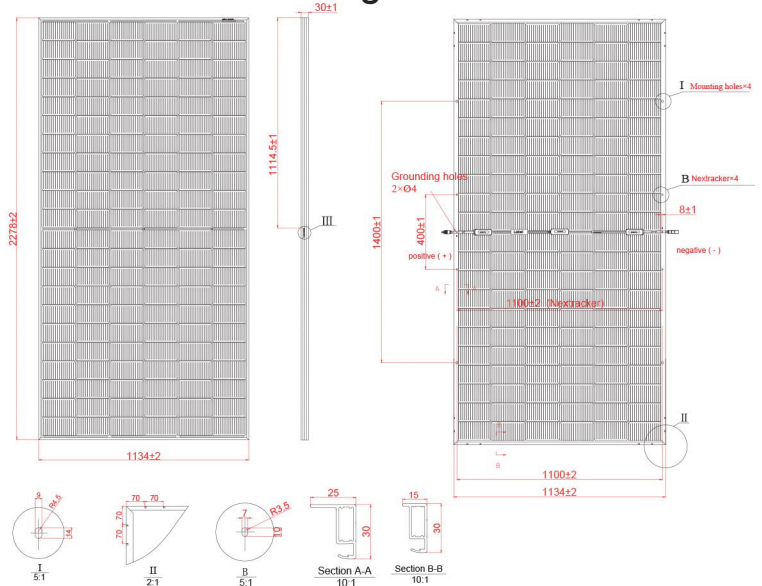 30±1
2278±2
1114.5±1
III
1134±2
I Mounting holes×4
B Nextracker×4
Grounding holes
2×Ø4
8±1
1400±1
400±1
positive ( + )
negative ( - )
A
A
1100±2 (Nextracker)
II
B
B
1100±2
1134±2
9
R4.5
14
I
5:1
70
70
70
70
II
2:1
7
R3.5
10
B
5:1
25
30
Section A-A
10:1
15
30
Section B-B
10:1